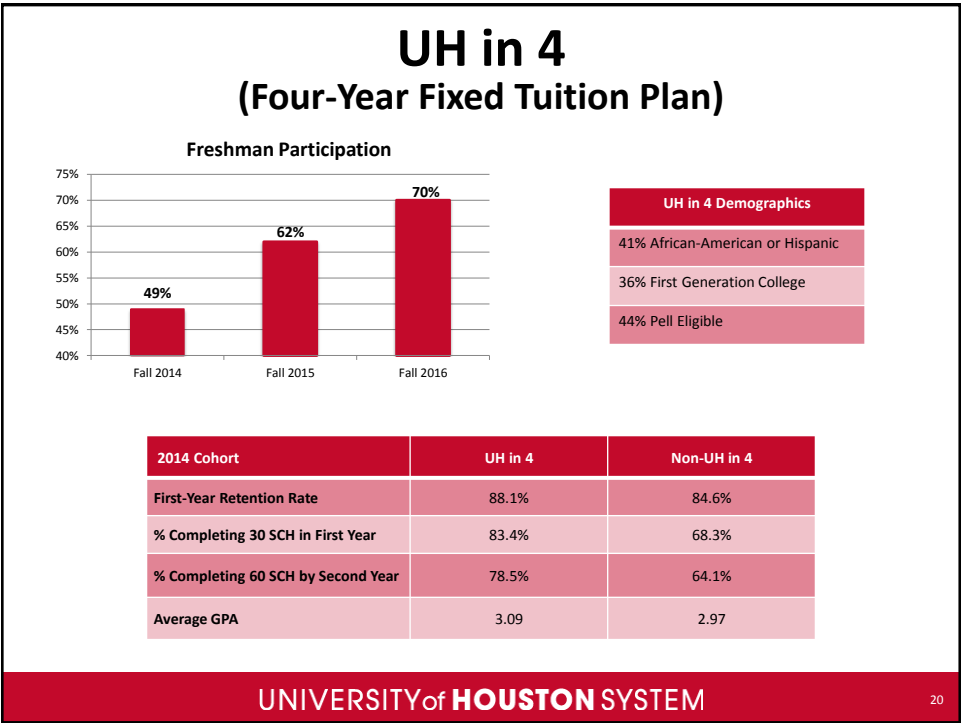 UH in 4
(Four-Year Fixed Tuition Plan)
Freshman Participation
75%
70%
65%
60%
55%
50%
45%
40%
49%
62%
70%
Fall 2014 Fall 2015 Fall 2016
UH in 4 Demographics
41% African-American or Hispanic
36% First Generation College
44% Pell Eligible
2014 Cohort UH in 4 Non-UH in 4
First-Year Retention Rate 88.1% 84.6%
% Completing 30 SCH in First Year 83.4% 68.3%
% Completing 60 SCH by Second Year 78.5% 64.1%
Average GPA 3.09 2.97
UNIVERSITYof HOUSTON SYSTEM
20